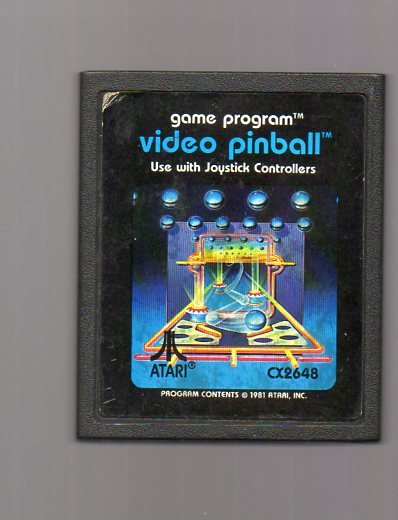 game program™
video pinball™
Use with Joystick Controllers
ATARI®
CX2648
PROGRAM CONTENTS © 1981 ATARI, INC.